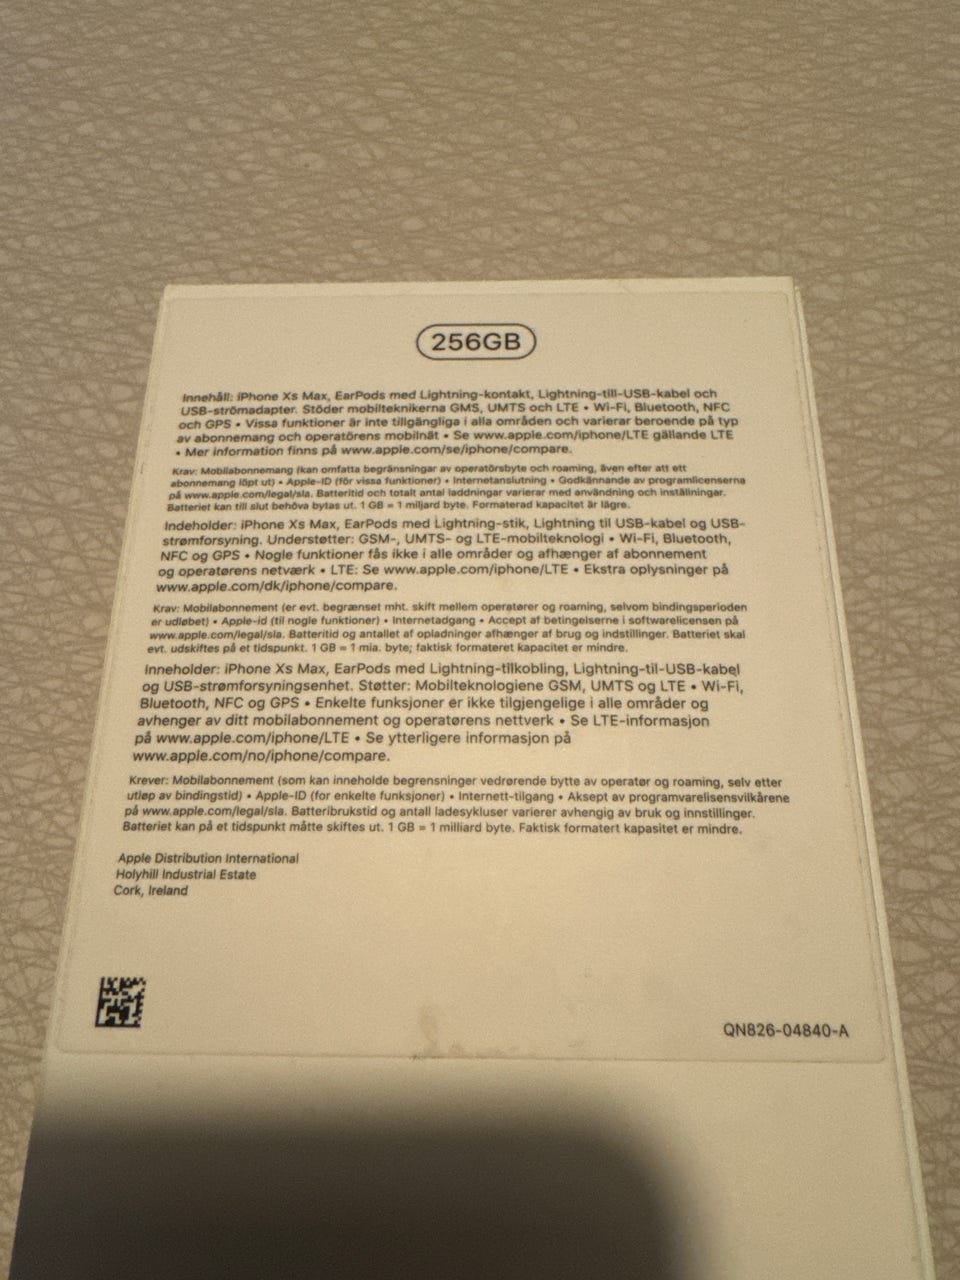 256GB
Innehåll: iPhone Xs Max, EarPods med Lightning-kontakt, Lightning-till-USB-kabel och
USB-strömadapter. Stöder mobilteknikerna GMS, UMTS och LTE • Wi-Fi, Bluetooth, NFC
och GPS • Vissa funktioner är inte tillgängliga i alla områden och varierar beroende på typ
av abonnemang och operatörens mobilnät • Se www.apple.com/iphone/LTE gällande LTE
• Mer information finns på www.apple.com/se/iphone/compare.
Krav: Mobilabonnemang (kan omfatta begränsningar av operatörsbyte och roaming, även efter att ett
abonnemang löpt ut) • Apple-ID (för vissa funktioner) • Internetanslutning • Godkännande av programlicenserna
på www.apple.com/legal/sla. Batteritid och totalt antal laddningar varierar med användning och inställningar.
Batteriet kan till slut behöva bytas ut. 1 GB = 1 miljard byte. Formaterad kapacitet är lägre.
Indeholder: iPhone Xs Max, EarPods med Lightning-stik, Lightning til USB-kabel og USB-
strømforsyning. Understøtter: GSM-, UMTS- og LTE-mobilteknologi • Wi-Fi, Bluetooth,
NFC og GPS • Nogle funktioner fås ikke i alle områder og afhænger af abonnement
og operatørens netværk • LTE: Se www.apple.com/iphone/LTE • Ekstra oplysninger på
www.apple.com/dk/iphone/compare.
Krav: Mobilabonnement (er evt. begrænset mht. skift mellem operatører og roaming, selvom bindingsperioden
er udløbet) • Apple-id (til nogle funktioner) • Internetadgang • Accept af betingelserne i softwarelicensen på
www.apple.com/legal/sla. Batteritid og antallet af opladninger afhænger af brug og indstillinger. Batteriet skal
evt. udskiftes på et tidspunkt. 1 GB = 1 mia. byte; faktisk formateret kapacitet er mindre.
Inneholder: iPhone Xs Max, EarPods med Lightning-tilkobling, Lightning-til-USB-kabel
og USB-strømforsyningsenhet. Støtter: Mobilteknologiene GSM, UMTS og LTE • Wi-Fi,
Bluetooth, NFC og GPS • Enkelte funksjoner er ikke tilgjengelige i alle områder og
avhenger av ditt mobilabonnement og operatørens nettverk • Se LTE-informasjon
på www.apple.com/iphone/LTE • Se ytterligere informasjon på
www.apple.com/no/iphone/compare.
Krever: Mobilabonnement (som kan inneholde begrensninger vedrørende bytte av operatør og roaming, selv etter
utløp av bindingstid) • Apple-ID (for enkelte funksjoner) • Internett-tilgang • Aksept av programvarelisensvilkårene
på www.apple.com/legal/sla. Batteribrukstid og antall ladesykluser varierer avhengig av bruk og innstillinger.
Batteriet kan på et tidspunkt måtte skiftes ut. 1 GB = 1 milliard byte. Faktisk formatert kapasitet er mindre.
Apple Distribution International
Holyhill Industrial Estate
Cork, Ireland
QN826-04840-A